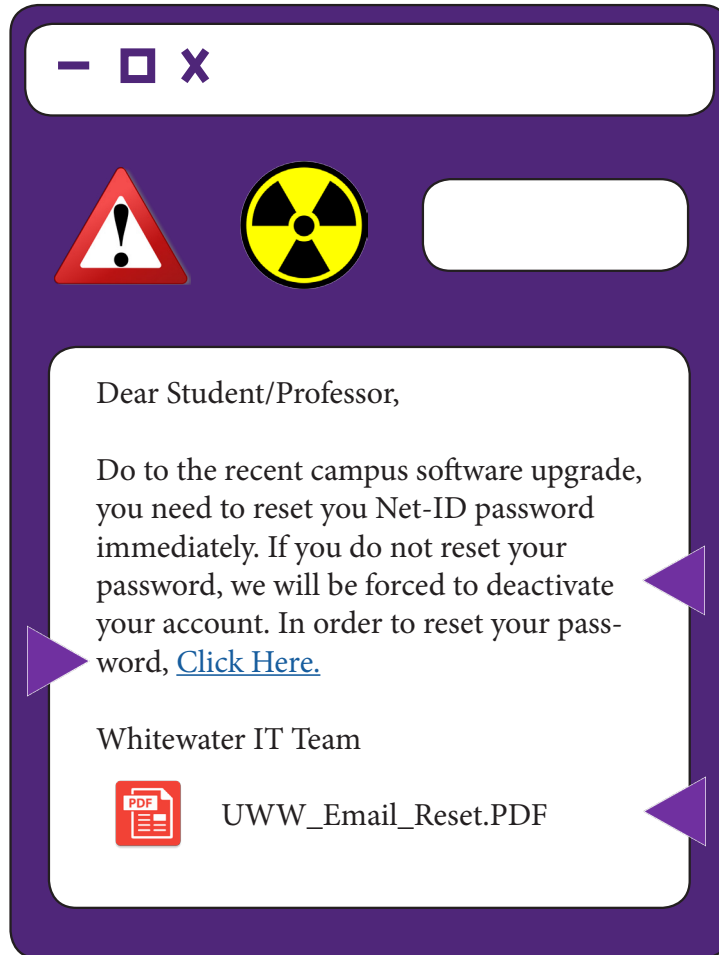 Dear Student/Professor,
Do to the recent campus software upgrade,
you need to reset you Net-ID password
immediately. If you do not reset your
password, we will be forced to deactivate
your account. In order to reset your pass-
word, Click Here.
Whitewater IT Team
PDF
UWW_Email_Reset.PDF